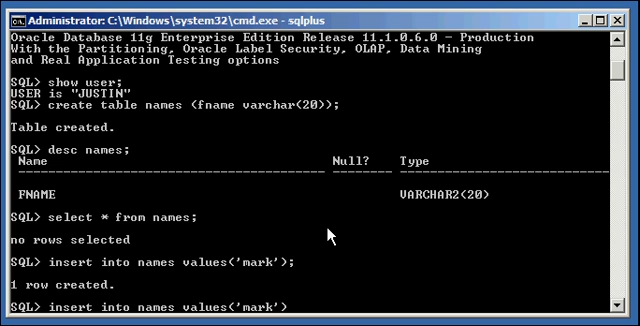 Administrator: C:\Windows\system32\cmd.exe - sqlplus
Oracle Database 11g Enterprise Edition Release 11.1.0.6.0 - Production
With the Partitioning, Oracle Label Security, OLAP, Data Mining
and Real Application Testing options
SQL> show user;
USER is "JUSTIN"
SQL> create table names (fname varchar(20));
Table created.
SQL> desc names;
Name Null? Type
----------------------------------------- -------- ----------------------------
FNAME VARCHAR2(20)
SQL> select * from names;
no rows selected
SQL> insert into names values('mark');
1 row created.
SQL> insert into names values('mark')